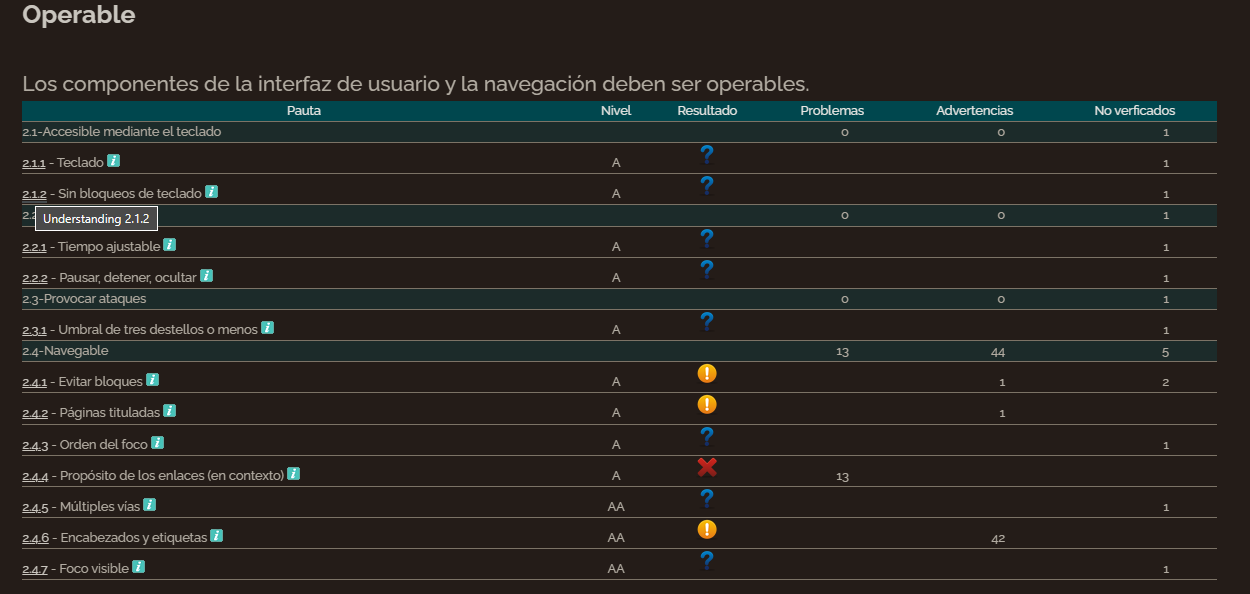 Operable
Los componentes de la interfaz de usuario y la navegación deben ser operables.
Pauta Nivel Resultado Problemas Advertencias No verficados
2.1-Accesible mediante el teclado 0 0 1
2.1.1 - Teclado i A ? 1
2.1.2 - Sin bloqueos de teclado i A ? 1
Understanding 2.1.2
0 0 1
2.2.1 - Tiempo ajustable i A ? 1
2.2.2 - Pausar, detener, ocultar i A ? 1
2.3-Provocar ataques 0 0 1
2.3.1 - Umbral de tres destellos o menos i A ? 1
2.4-Navegable 13 44 5
2.4.1 - Evitar bloques i A ! 1 2
2.4.2 - Páginas tituladas i A ! 1
2.4.3 - Orden del foco i A ? 1
2.4.4 - Propósito de los enlaces (en contexto) i A 13
2.4.5 - Múltiples vías i AA ? 1
2.4.6 - Encabezados y etiquetas i AA ! 42
2.4.7 - Foco visible i AA ? 1